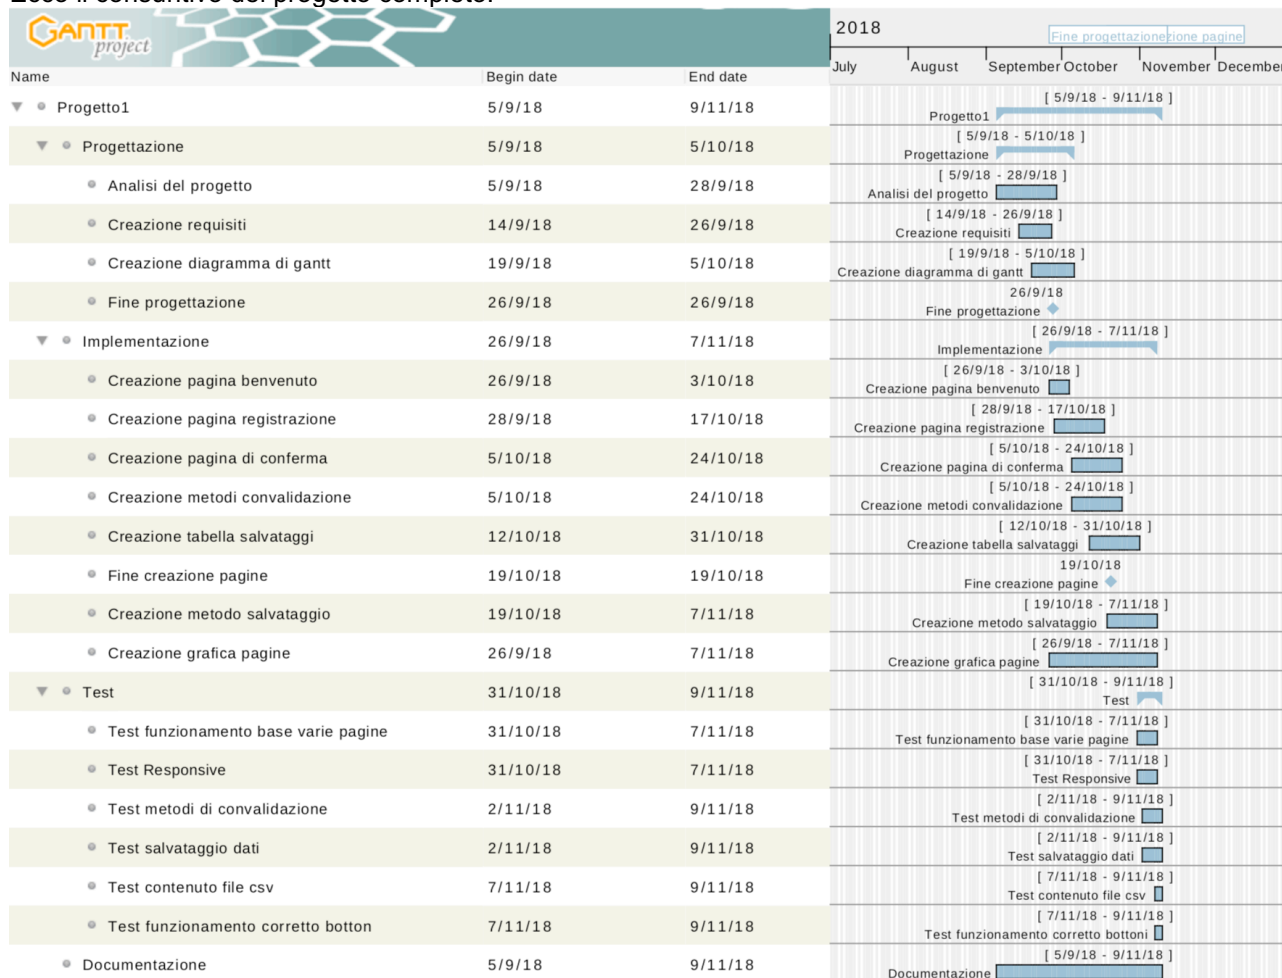 Ecco il consuntivo del progetto completo:
GANTT
project
2018
Fine progettazione zione pagine
Name Begin date End date
July August September October November December
Progetto1 5/9/18 9/11/18
[ 5/9/18 - 9/11/18 ]
Progetto1
Progettazione 5/9/18 5/10/18
[ 5/9/18 - 5/10/18 ]
Progettazione
Analisi del progetto 5/9/18 28/9/18
[ 5/9/18 - 28/9/18 ]
Analisi del progetto
Creazione requisiti 14/9/18 26/9/18
[ 14/9/18 - 26/9/18 ]
Creazione requisiti
Creazione diagramma di gantt 19/9/18 5/10/18
[ 19/9/18 - 5/10/18 ]
Creazione diagramma di gantt
Fine progettazione 26/9/18 26/9/18
26/9/18
Fine progettazione
Implementazione 26/9/18 7/11/18
[ 26/9/18 - 7/11/18 ]
Implementazione
Creazione pagina benvenuto 26/9/18 3/10/18
[ 26/9/18 - 3/10/18 ]
Creazione pagina benvenuto
Creazione pagina registrazione 28/9/18 17/10/18
[ 28/9/18 - 17/10/18 ]
Creazione pagina registrazione
Creazione pagina di conferma 5/10/18 24/10/18
[ 5/10/18 - 24/10/18 ]
Creazione pagina di conferma
Creazione metodi convalidazione 5/10/18 24/10/18
[ 5/10/18 - 24/10/18 ]
Creazione metodi convalidazione
Creazione tabella salvataggi 12/10/18 31/10/18
[ 12/10/18 - 31/10/18 ]
Creazione tabella salvataggi
Fine creazione pagine 19/10/18 19/10/18
19/10/18
Fine creazione pagine
Creazione metodo salvataggio 19/10/18 7/11/18
[ 19/10/18 - 7/11/18 ]
Creazione metodo salvataggio
Creazione grafica pagine 26/9/18 7/11/18
[ 26/9/18 - 7/11/18 ]
Creazione grafica pagine
Test 31/10/18 9/11/18
[ 31/10/18 - 9/11/18 ]
Test
Test funzionamento base varie pagine 31/10/18 7/11/18
[ 31/10/18 - 7/11/18 ]
Test funzionamento base varie pagine
Test Responsive 31/10/18 7/11/18
[ 31/10/18 - 7/11/18 ]
Test Responsive
Test metodi di convalidazione 2/11/18 9/11/18
[ 2/11/18 - 9/11/18 ]
Test metodi di convalidazione
Test salvataggio dati 2/11/18 9/11/18
[ 2/11/18 - 9/11/18 ]
Test salvataggio dati
Test contenuto file csv 7/11/18 9/11/18
[ 7/11/18 - 9/11/18 ]
Test contenuto file csv
Test funzionamento corretto botton 7/11/18 9/11/18
[ 7/11/18 - 9/11/18 ]
Test funzionamento corretto bottoni
Documentazione 5/9/18 9/11/18
[ 5/9/18 - 9/11/18 ]
Documentazione